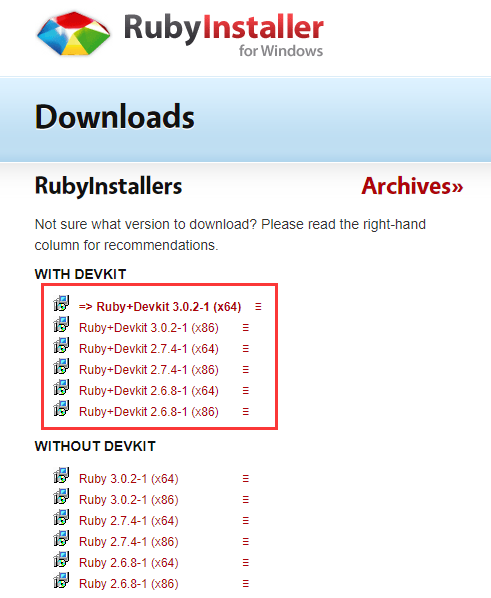 RubyInstaller
for Windows
Downloads
RubyInstallers
Archives»
Not sure what version to download? Please read the right-hand
column for recommendations.
WITH DEVKIT
=> Ruby+Devkit 3.0.2-1 (x64) ≡
Ruby+Devkit 3.0.2-1 (x86) ≡
Ruby+Devkit 2.7.4-1 (x64) ≡
Ruby+Devkit 2.7.4-1 (x86) ≡
Ruby+Devkit 2.6.8-1 (x64) ≡
Ruby+Devkit 2.6.8-1 (x86) ≡
WITHOUT DEVKIT
Ruby 3.0.2-1 (x64) ≡
Ruby 3.0.2-1 (x86) ≡
Ruby 2.7.4-1 (x64) ≡
Ruby 2.7.4-1 (x86) ≡
Ruby 2.6.8-1 (x64) ≡
Ruby 2.6.8-1 (x86) ≡